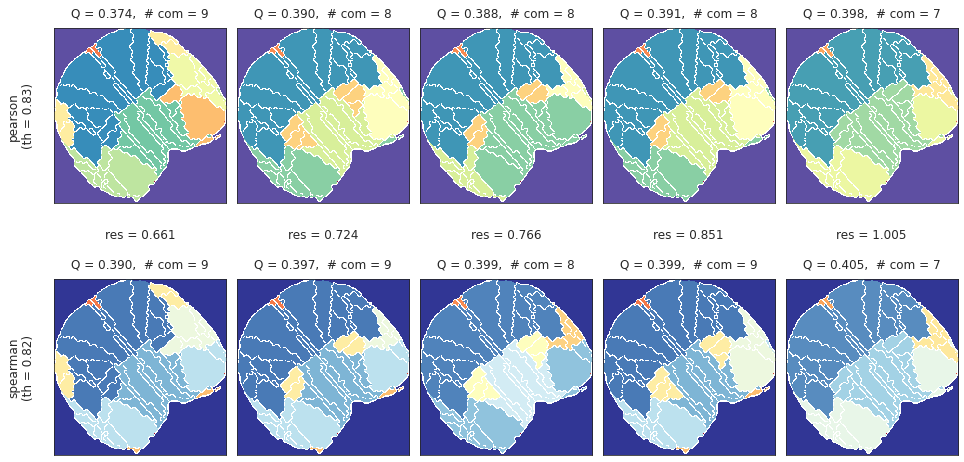 Q = 0.374,  # com = 9
Q = 0.390,  # com = 8
Q = 0.388,  # com = 8
Q = 0.391,  # com = 8
Q = 0.398,  # com = 7
pearson
(th = 0.83)
res = 0.661
res = 0.724
res = 0.766
res = 0.851
res = 1.005
Q = 0.390,  # com = 9
Q = 0.397,  # com = 9
Q = 0.399,  # com = 8
Q = 0.399,  # com = 9
Q = 0.405,  # com = 7
spearman
(th = 0.82)